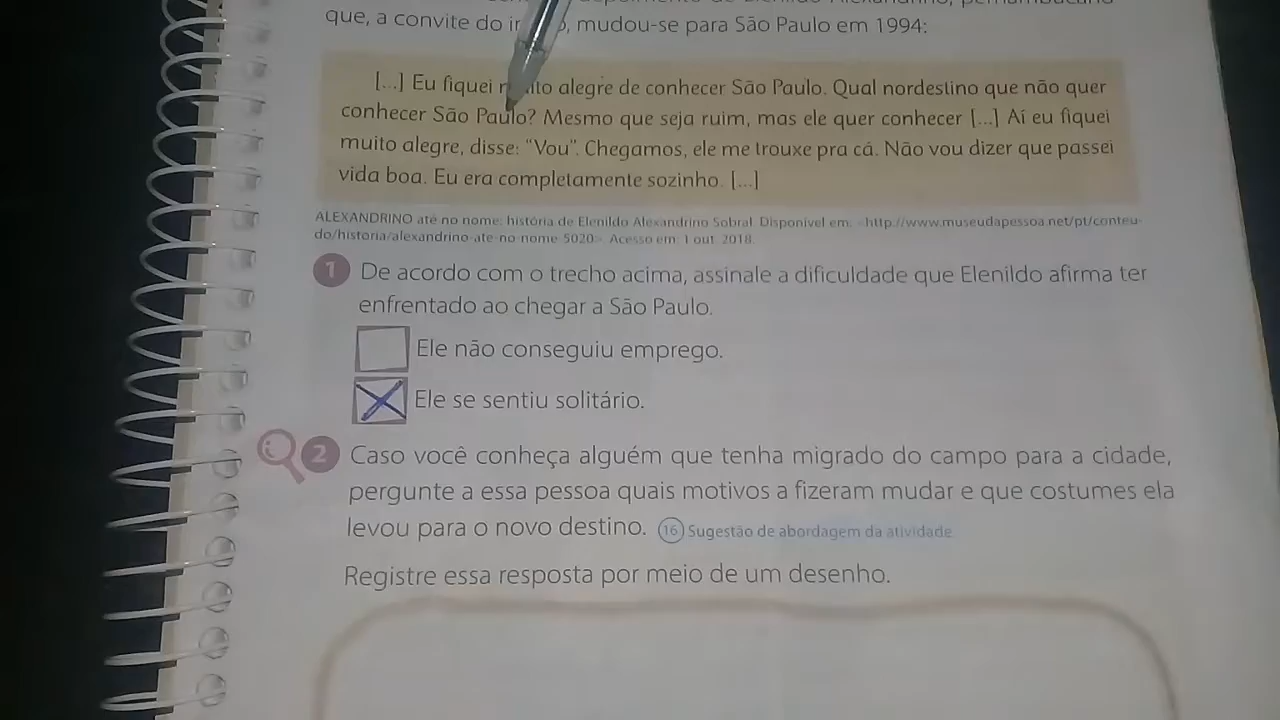 que, a convite do ir o, mudou-se para São Paulo em 1994:
[...] Eu fiquei muito alegre de conhecer São Paulo. Qual nordestino que não quer
conhecer São Paulo? Mesmo que seja ruim, mas ele quer conhecer [...] Aí eu fiquei
muito alegre, disse: "Vou". Chegamos, ele me trouxe pra cá. Não vou dizer que passei
vida boa. Eu era completamente sozinho. [...]
ALEXANDRINO até no nome: história de Elenildo Alexandrino Sobral. Disponível em: <http://www.museudapessoa.net/pt/conteu-
do/historia/alexandrino-ate-no-nome-5020>. Acesso em: 1 out. 2018.
1 De acordo com o trecho acima, assinale a dificuldade que Elenildo afirma ter
enfrentado ao chegar a São Paulo.
Ele não conseguiu emprego.
Ele se sentiu solitário.
2 Caso você conheça alguém que tenha migrado do campo para a cidade,
pergunte a essa pessoa quais motivos a fizeram mudar e que costumes ela
levou para o novo destino. 16 Sugestão de abordagem da atividade.
Registre essa resposta por meio de um desenho.